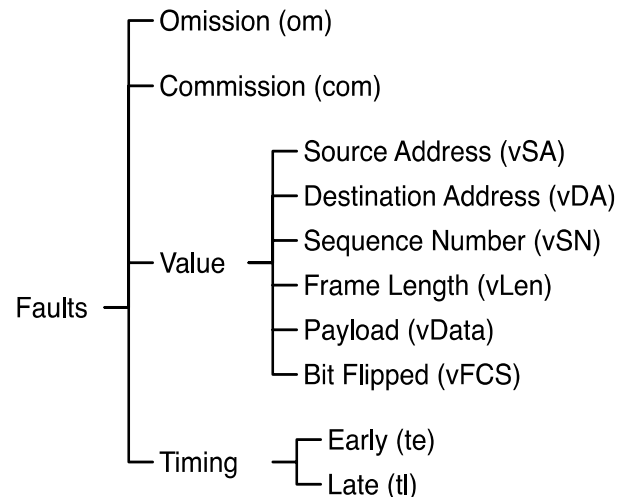 Omission (om)
Commission (com)
Source Address (vSA)
Destination Address (vDA)
Sequence Number (vSN)
Value
Frame Length (vLen)
Faults
Payload (vData)
Bit Flipped (vFCS)
Early (te)
Timing
Late (tl)